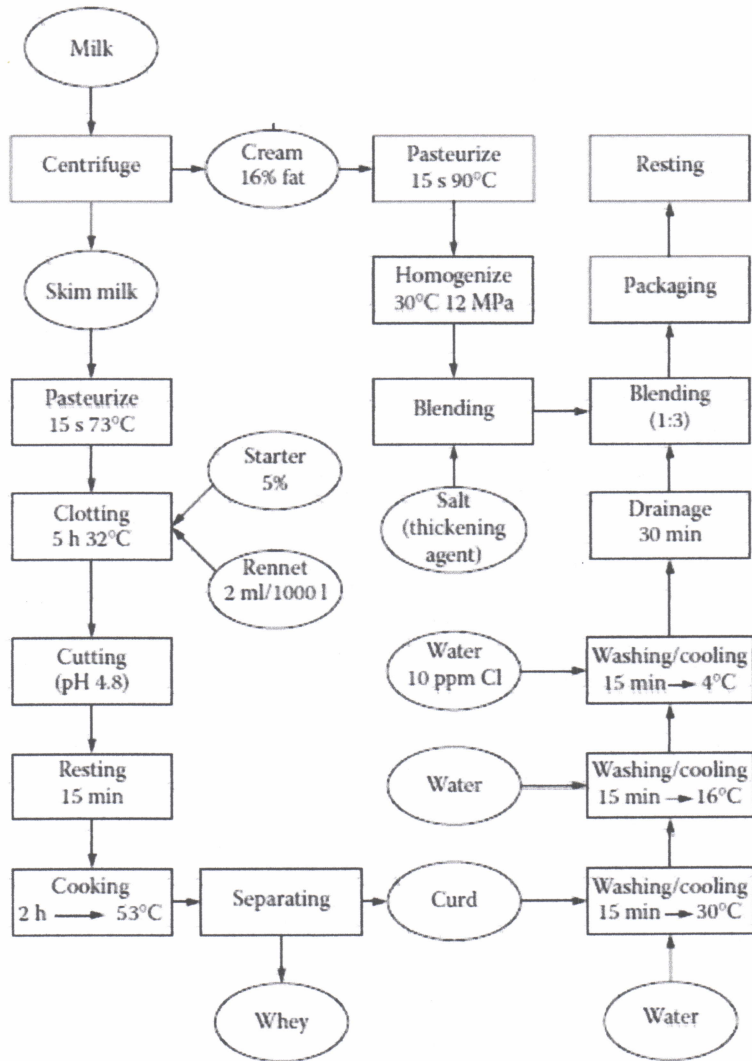 Milk
Centrifuge
Cream
16% fat
Pasteurize
15 s 90°C
Resting
Skim milk
Homogenize
30°C 12 MPa
Packaging
Pasteurize
15 s 73°C
Blending
Blending
(1:3)
Starter
5%
Clotting
5 h 32°C
Salt
(thickening
agent)
Drainage
30 min
Rennet
2 ml/1000 l
Cutting
(pH 4.8)
Water
10 ppm Cl
Washing/cooling
15 min → 4°C
Resting
15 min
Water
Washing/cooling
15 min → 16°C
Cooking
2 h → 53°C
Separating
Curd
Washing/cooling
15 min → 30°C
Whey
Water